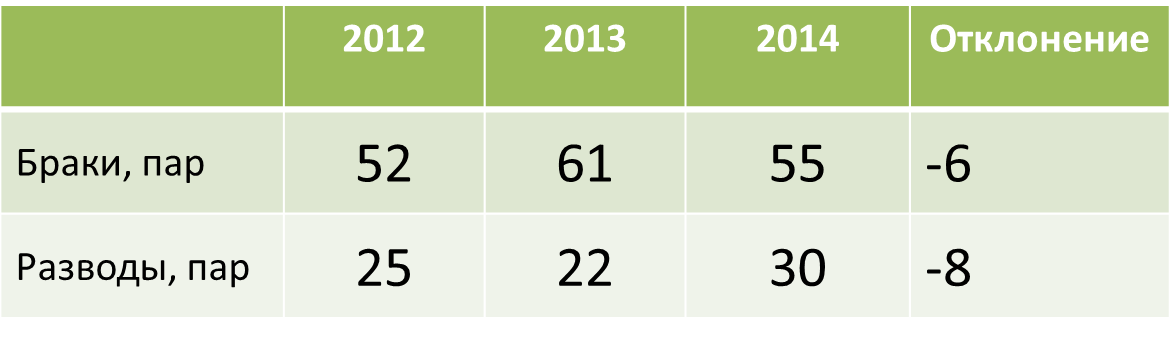 2012 2013 2014 Отклонение
Браки, пар 52 61 55 -6
Разводы, пар 25 22 30 -8